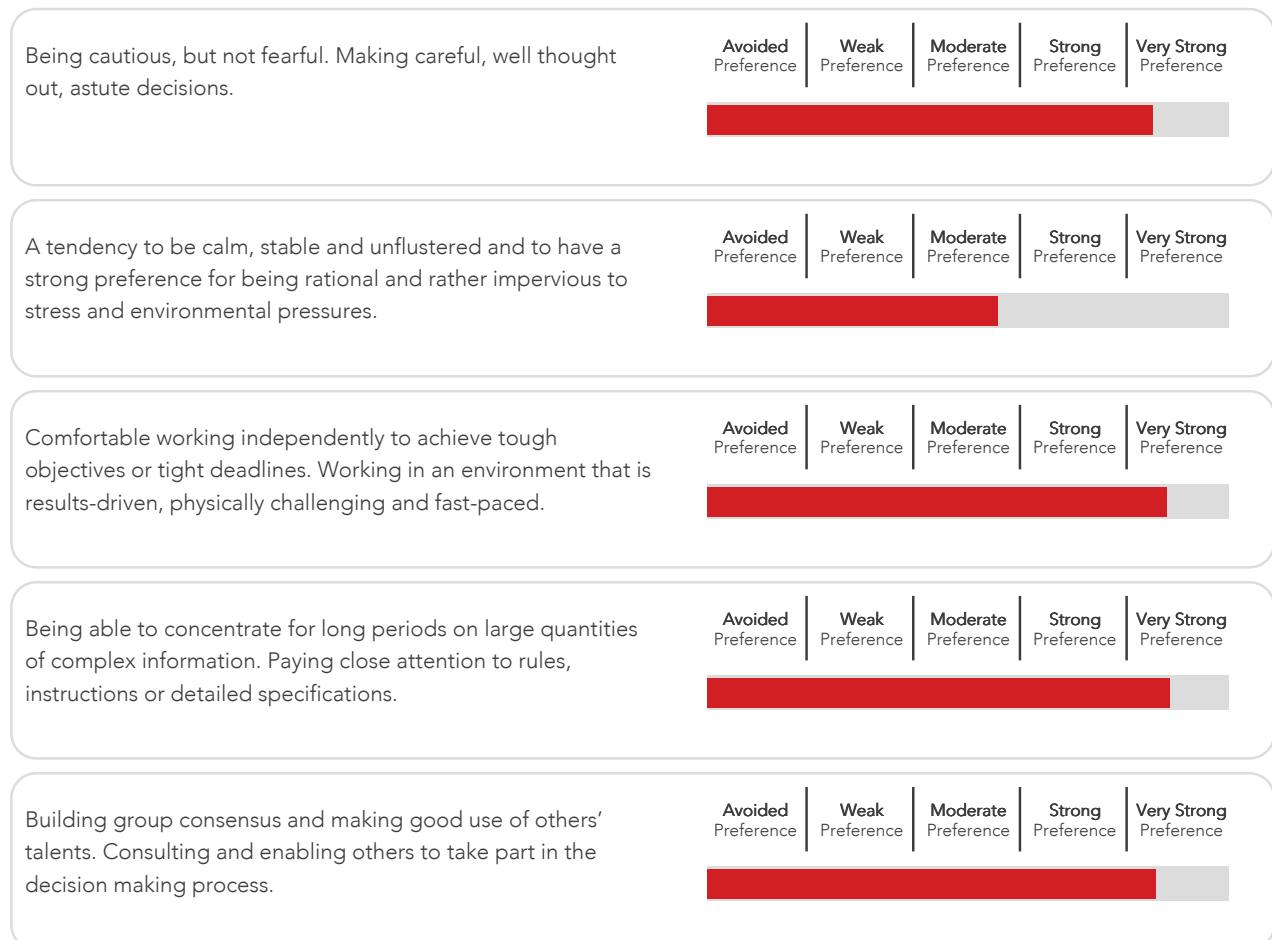 Being cautious, but not fearful. Making careful, well thought
out, astute decisions.
Avoided Weak Moderate Strong Very Strong
Preference Preference Preference Preference Preference
A tendency to be calm, stable and unflustered and to have a
strong preference for being rational and rather impervious to
stress and environmental pressures.
Avoided Weak Moderate Strong Very Strong
Preference Preference Preference Preference Preference
Comfortable working independently to achieve tough
objectives or tight deadlines. Working in an environment that is
results-driven, physically challenging and fast-paced.
Avoided Weak Moderate Strong Very Strong
Preference Preference Preference Preference Preference
Being able to concentrate for long periods on large quantities
of complex information. Paying close attention to rules,
instructions or detailed specifications.
Avoided Weak Moderate Strong Very Strong
Preference Preference Preference Preference Preference
Building group consensus and making good use of others’
talents. Consulting and enabling others to take part in the
decision making process.
Avoided Weak Moderate Strong Very Strong
Preference Preference Preference Preference Preference